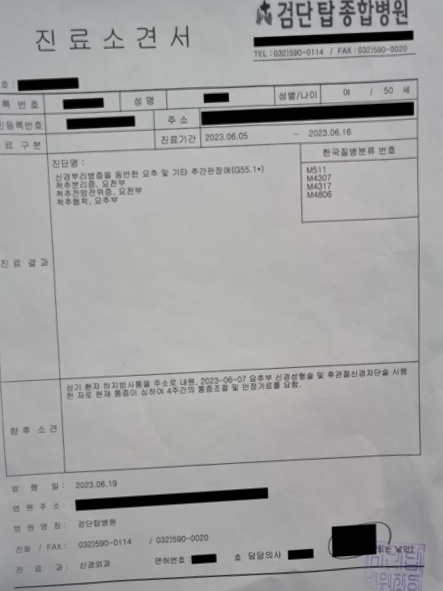 검단탑종합병원
진료소견서
TEL : 032)590-0114 / FAX : 032)590-0020
호 :
록 번 호 성 명 성별/나이 여 / 50 세
민등록번호 주 소
료 구 분 진료기간 2023.06.05 ~ 2023.06.16
진단명 :
신경뿌리병증을 동반한 요추 및 기타 추간판장애(G55.1*)
척추분리증, 요천부
척추전방전위증, 요천부
척추협착, 요추부
한국질병분류 번호
M511
M4307
M4317
M4806
진료 결과
상기 환자 하지방사통을 주소로 내원, 2023-06-07 요추부 신경성형술 및 후관절신경차단술 시행
한 자로 현재 통증이 심하여 4주간의 통증조절 및 안정가료를 요함.
향후 소견
발 행 일 : 2023.06.19
병원주소 :
병원명칭 : 검단탑병원
전화 / FAX : 032)590-0114 / 032)590-0020
진 료 과 : 신경외과 면허번호 : 호 담당의사